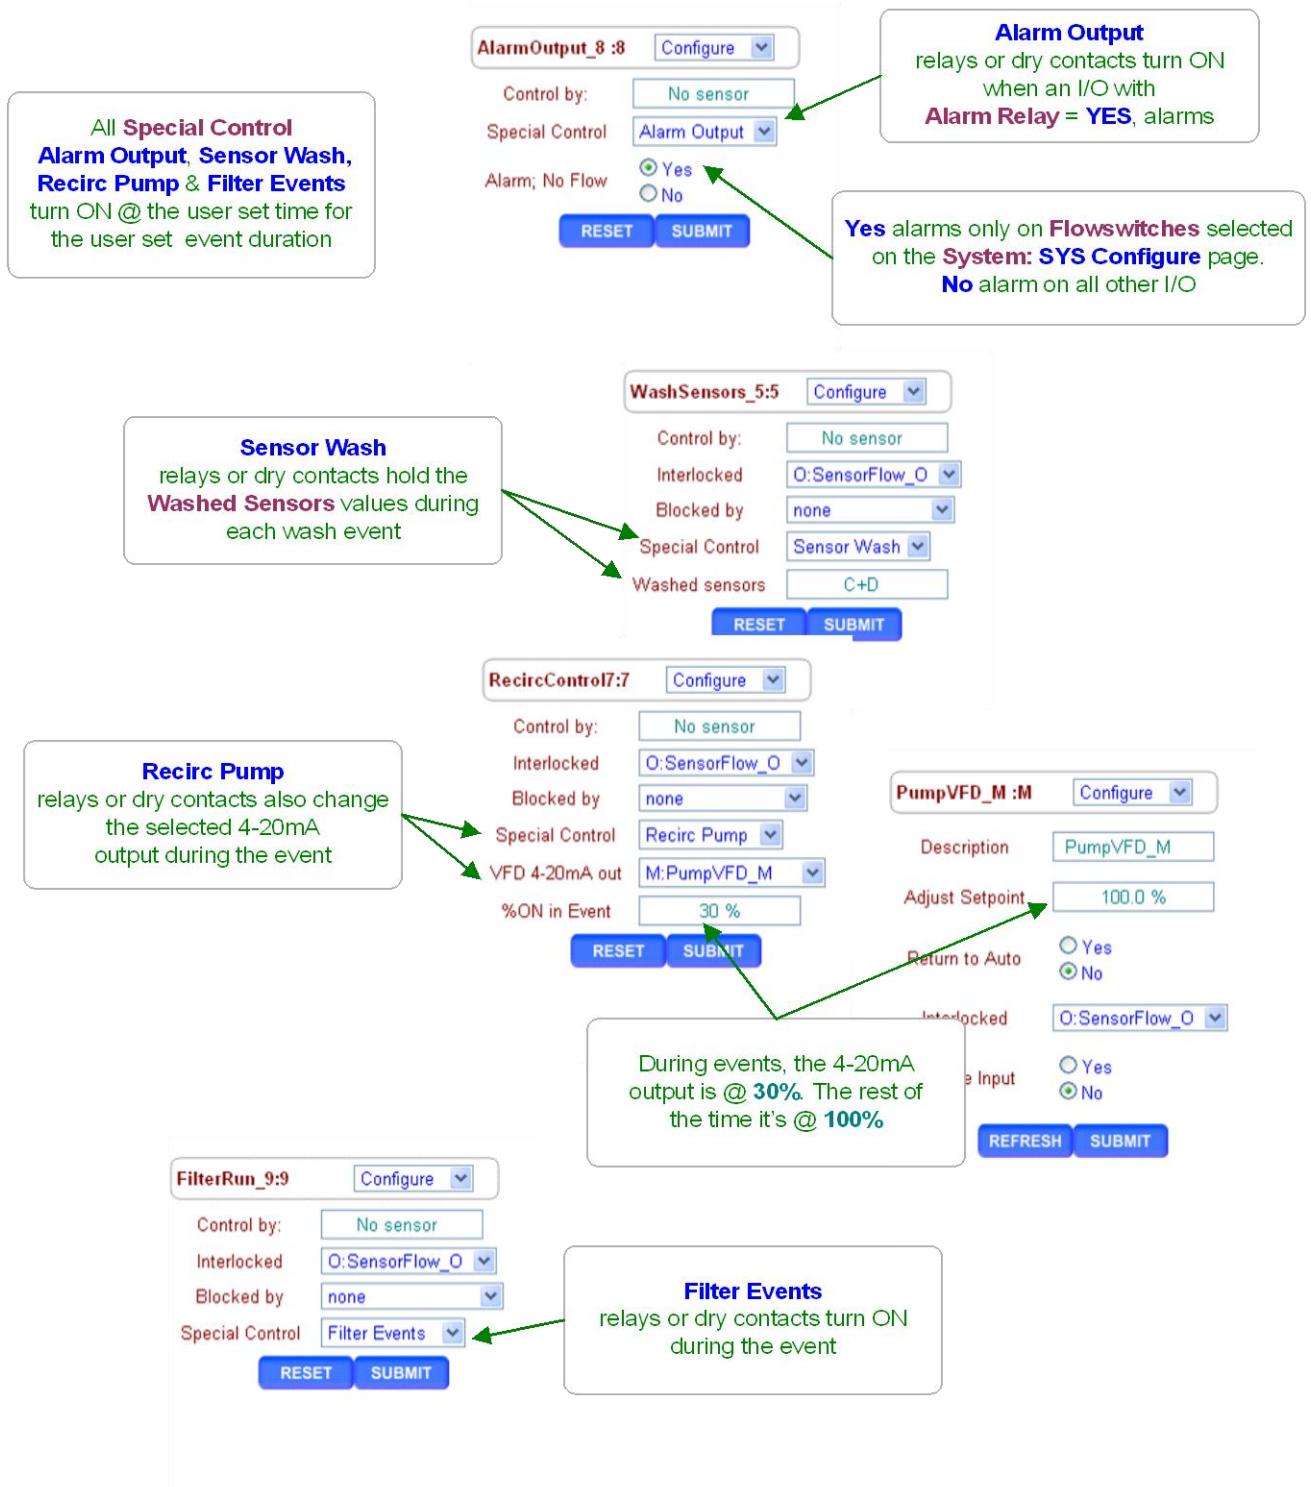 AlarmOutput_8 :8 Configure
Control by: No sensor
Special Control Alarm Output
Alarm; No Flow Yes
No
RESET SUBMIT
Alarm Output
relays or dry contacts turn ON
when an I/O with
Alarm Relay = YES, alarms
All Special Control
Alarm Output, Sensor Wash,
Recirc Pump & Filter Events
turn ON @ the user set time for
the user set event duration
Yes alarms only on Flowswitches selected
on the System: SYS Configure page.
No alarm on all other I/O
WashSensors_5:5 Configure
Control by: No sensor
Interlocked O:SensorFlow_O
Blocked by none
Special Control Sensor Wash
Washed sensors C+D
RESET SUBMIT
Sensor Wash
relays or dry contacts hold the
Washed Sensors values during
each wash event
RecircControl7:7 Configure
Control by: No sensor
Interlocked O:SensorFlow_O
Blocked by none
Special Control Recirc Pump
VFD 4-20mA out M:PumpVFD_M
%ON in Event 30 %
RESET SUBMIT
Recirc Pump
relays or dry contacts also change
the selected 4-20mA
output during the event
PumpVFD_M :M Configure
Description PumpVFD_M
Adjust Setpoint 100.0 %
Return to Auto Yes
No
Interlocked O:SensorFlow_O
e Input Yes
No
REFRESH SUBMIT
During events, the 4-20mA
output is @ 30%. The rest of
the time it's @ 100%
FilterRun_9:9 Configure
Control by: No sensor
Interlocked O:SensorFlow_O
Blocked by none
Special Control Filter Events
RESET SUBMIT
Filter Events
relays or dry contacts turn ON
during the event